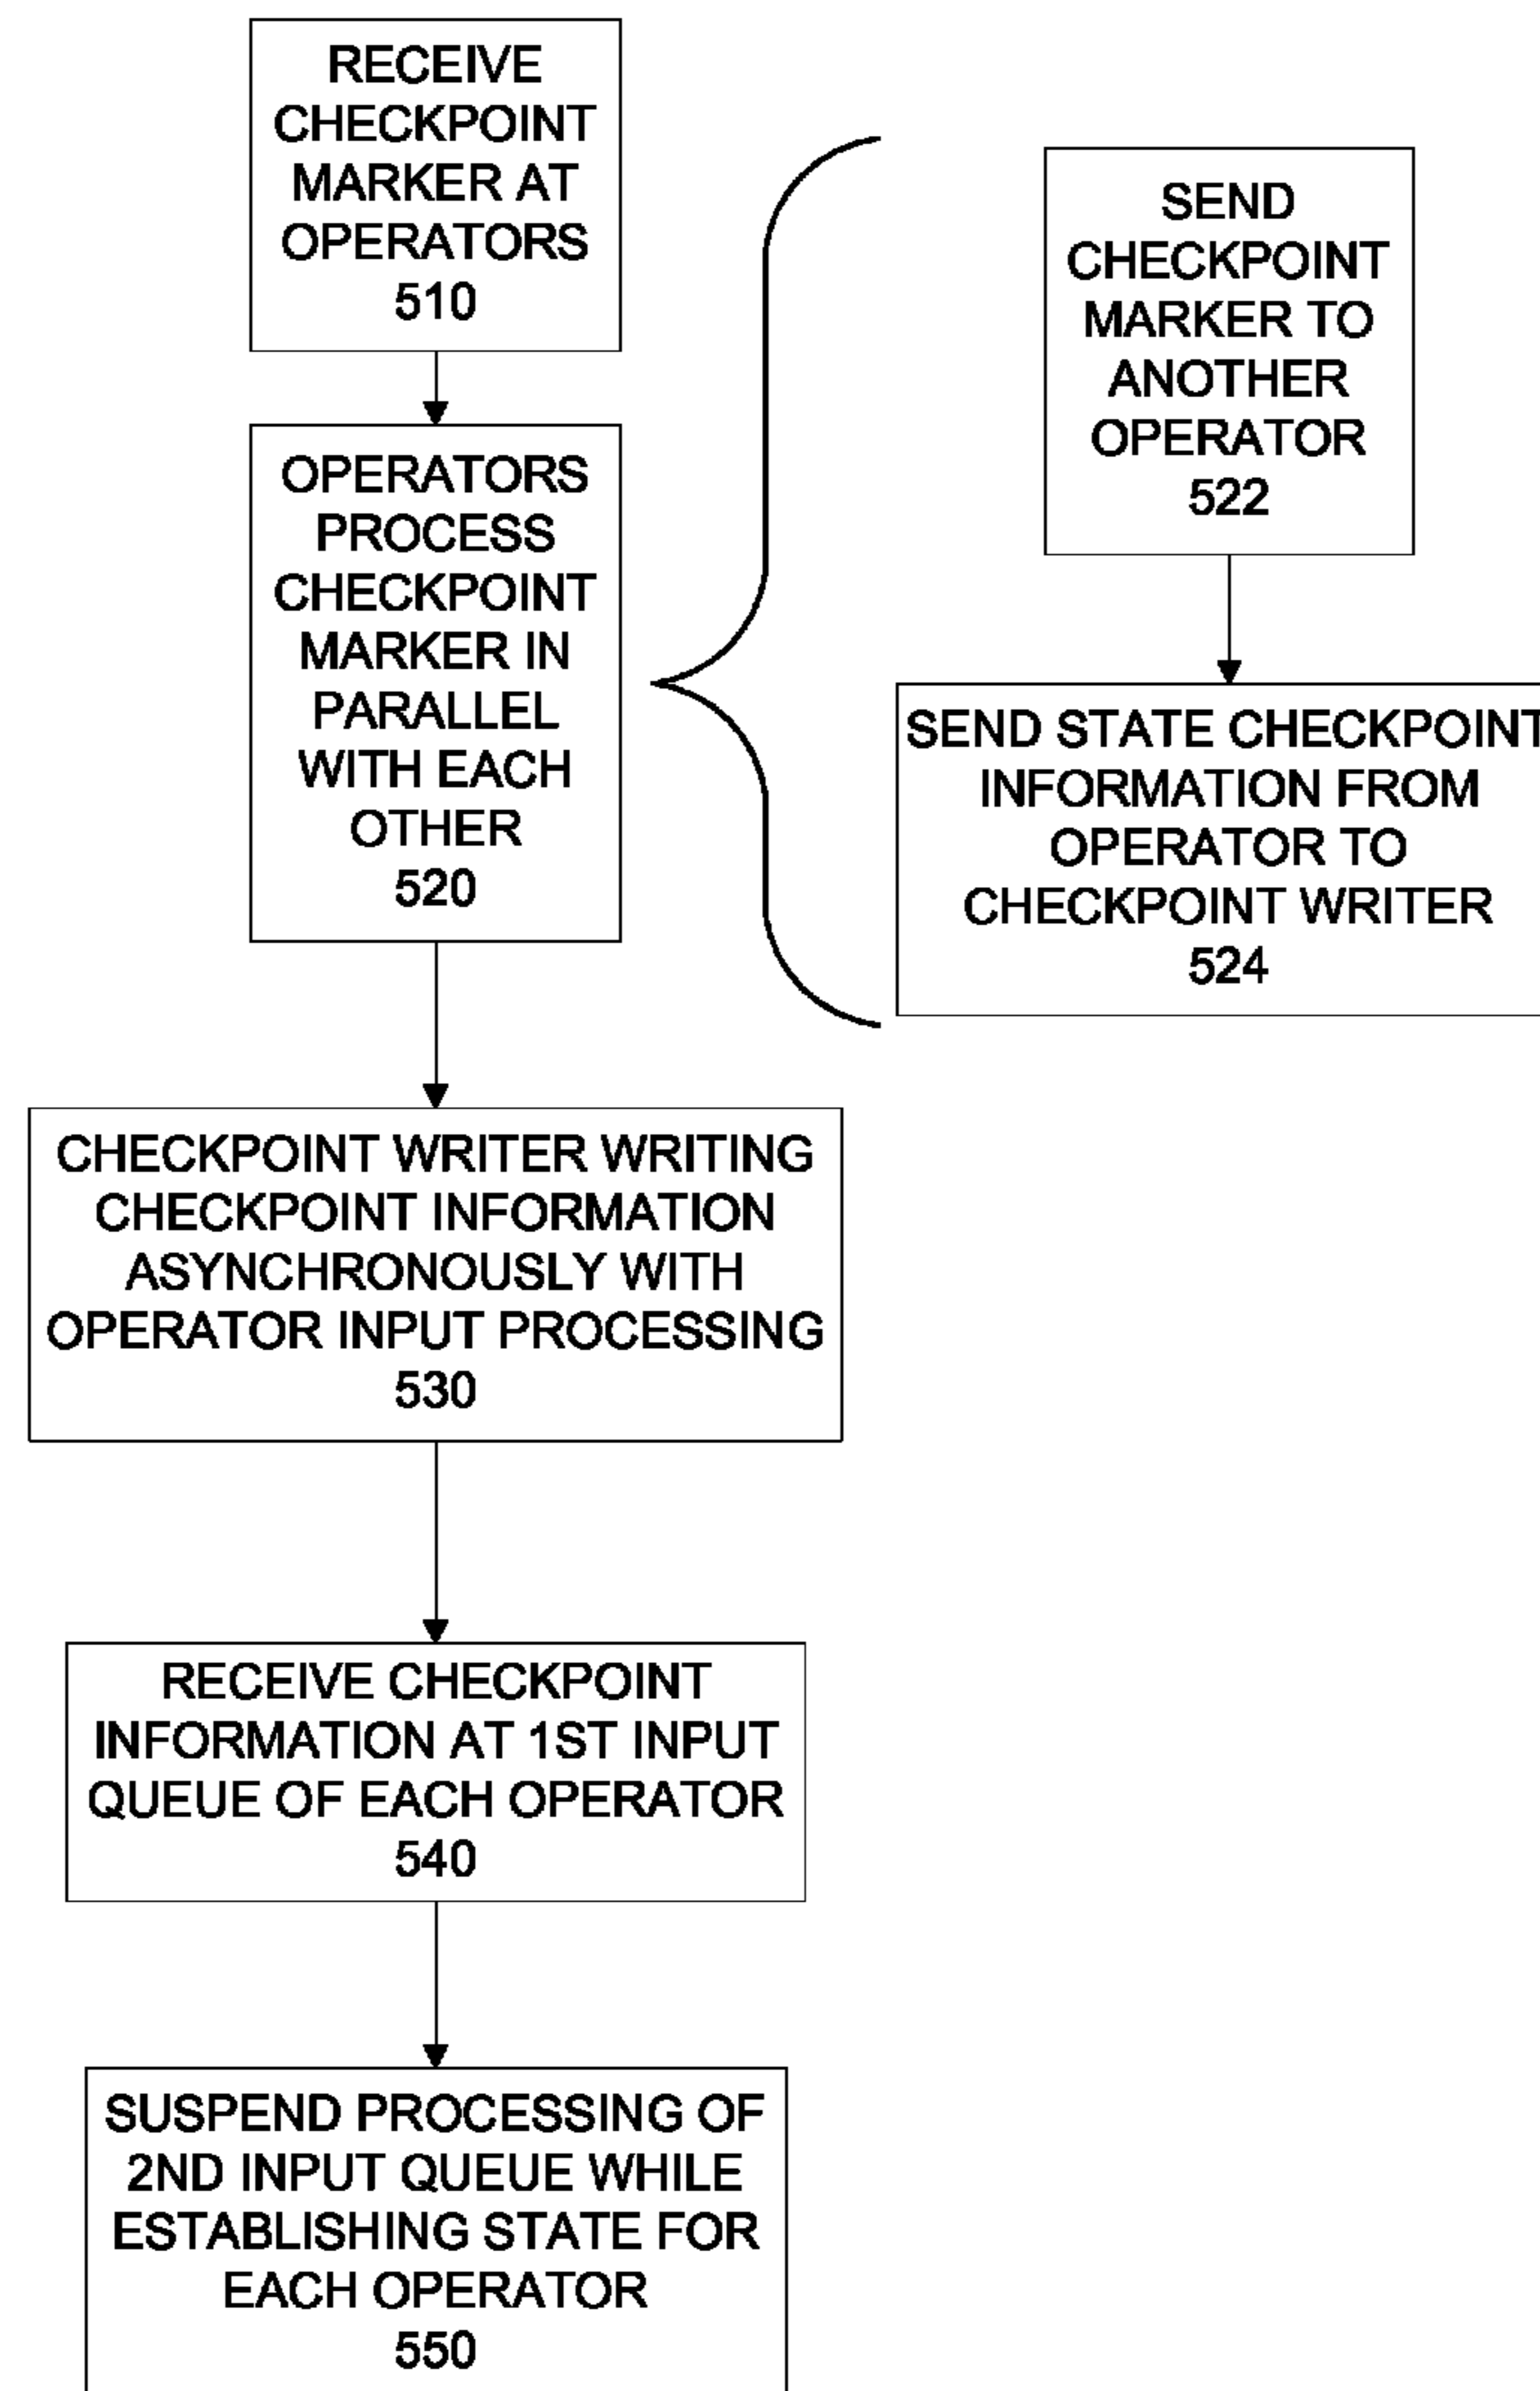 RECEIVE
CHECKPOINT
MARKER AT
OPERATORS
510
OPERATORS
PROCESS
CHECKPOINT
MARKER IN
PARALLEL
WITH EACH
OTHER
520
SEND
CHECKPOINT
MARKER TO
ANOTHER
OPERATOR
522
SEND STATE CHECKPOINT
INFORMATION FROM
OPERATOR TO
CHECKPOINT WRITER
524
CHECKPOINT WRITER WRITING
CHECKPOINT INFORMATION
ASYNCHRONOUSLY WITH
OPERATOR INPUT PROCESSING
530
RECEIVE CHECKPOINT
INFORMATION AT 1ST INPUT
QUEUE OF EACH OPERATOR
540
SUSPEND PROCESSING OF
2ND INPUT QUEUE WHILE
ESTABLISHING STATE FOR
EACH OPERATOR
550